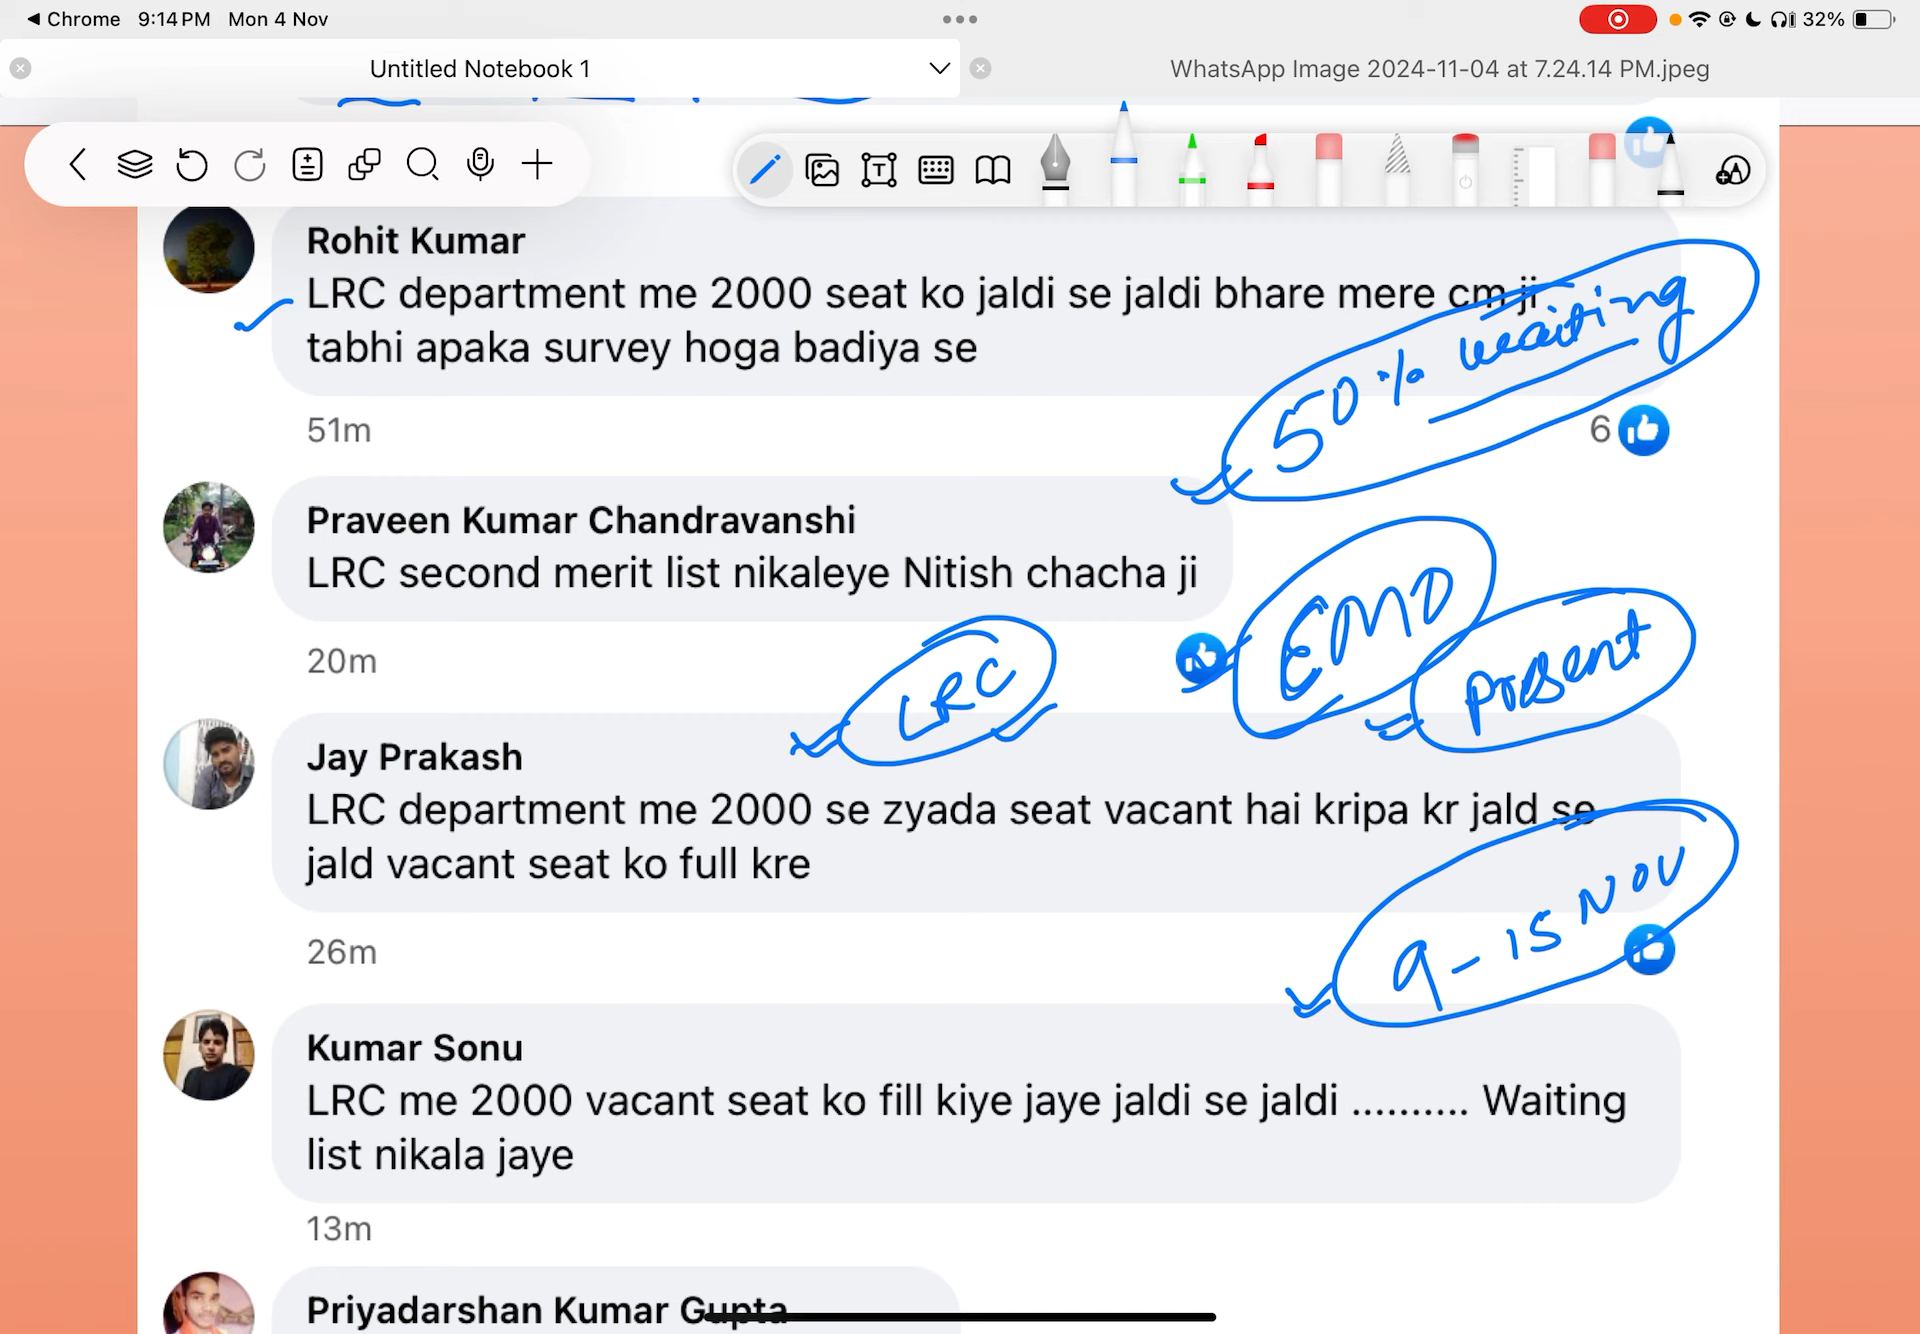 Chrome 9:14 PM Mon 4 Nov
32%
Untitled Notebook 1
WhatsApp Image 2024-11-04 at 7.24.14 PM.jpeg
Rohit Kumar
LRC department me 2000 seat ko jaldi se jaldi bhare mere cm ji
tabhi apaka survey hoga badiya se
50% waiting
51m
6
Praveen Kumar Chandravanshi
LRC second merit list nikaleye Nitish chacha ji
EMD
20m
LRC
Present
Jay Prakash
LRC department me 2000 se zyada seat vacant hai kripa kr jald se
jald vacant seat ko full kre
9-15 NOV
26m
Kumar Sonu
LRC me 2000 vacant seat ko fill kiye jaye jaldi se jaldi .......... Waiting
list nikala jaye
13m
Priyadarshan Kumar Gupta